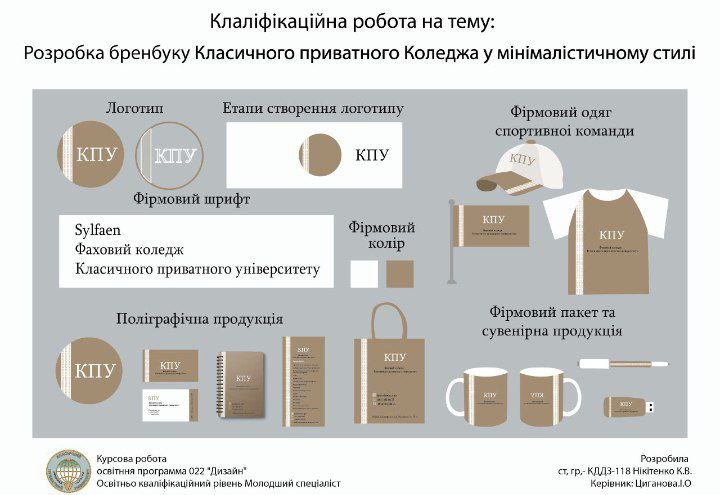 Клаліфікаційна робота на тему:
Розробка бренбуку Класичного приватного Коледжа у мінімалістичному стилі
Логотип
Етапи створення логотипу
Фірмовий одяг
спортивної команди
КПУ
КПУ
КПУ
КПУ
Фірмовий шрифт
Sylfaen
Фаховий коледж
Класичного приватного університету
Фірмовий
колір
КПУ
КПУ
Поліграфічна продукція
Фірмовий пакет та
сувенірна продукція
КПУ
КПУ
КПУ
КПУ
КПУ
КПУ
КПУ
КПУ
Курсова робота
освітня программа 022 "Дизайн"
Освітньо кваліфікаційний рівень Молодший спеціаліст
Розробила
ст, гр,- КДДЗ-118 Нікітенко К.В.
Керівник: Циганова.І.О